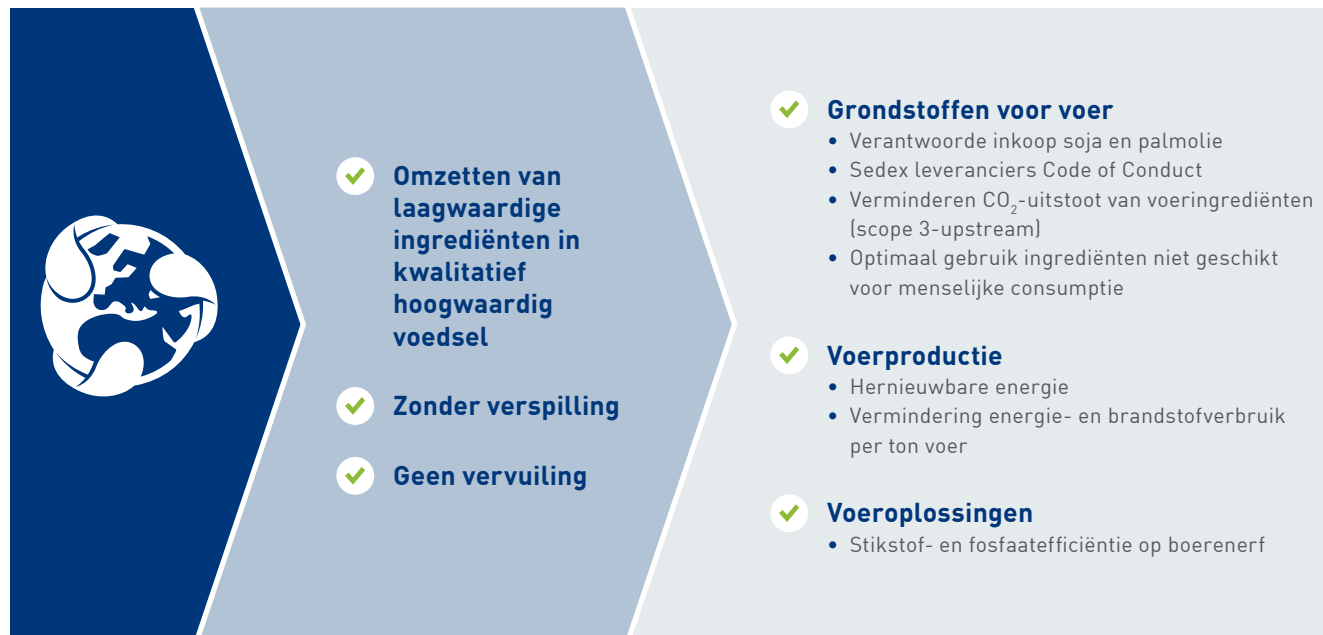 Omzetten van
laagwaardige
ingrediënten in
kwalitatief
hoogwaardig
voedsel
Zonder verspilling
Geen vervuiling
Grondstoffen voor voer
• Verantwoorde inkoop soja en palmolie
• Sedex leveranciers Code of Conduct
• Verminderen CO₂-uitstoot van voeringrediënten
(scope 3-upstream)
• Optimaal gebruik ingrediënten niet geschikt
voor menselijke consumptie
Voerproductie
• Hernieuwbare energie
• Vermindering energie- en brandstofverbruik
per ton voer
Voeroplossingen
• Stikstof- en fosfaatefficiëntie op boerenerf